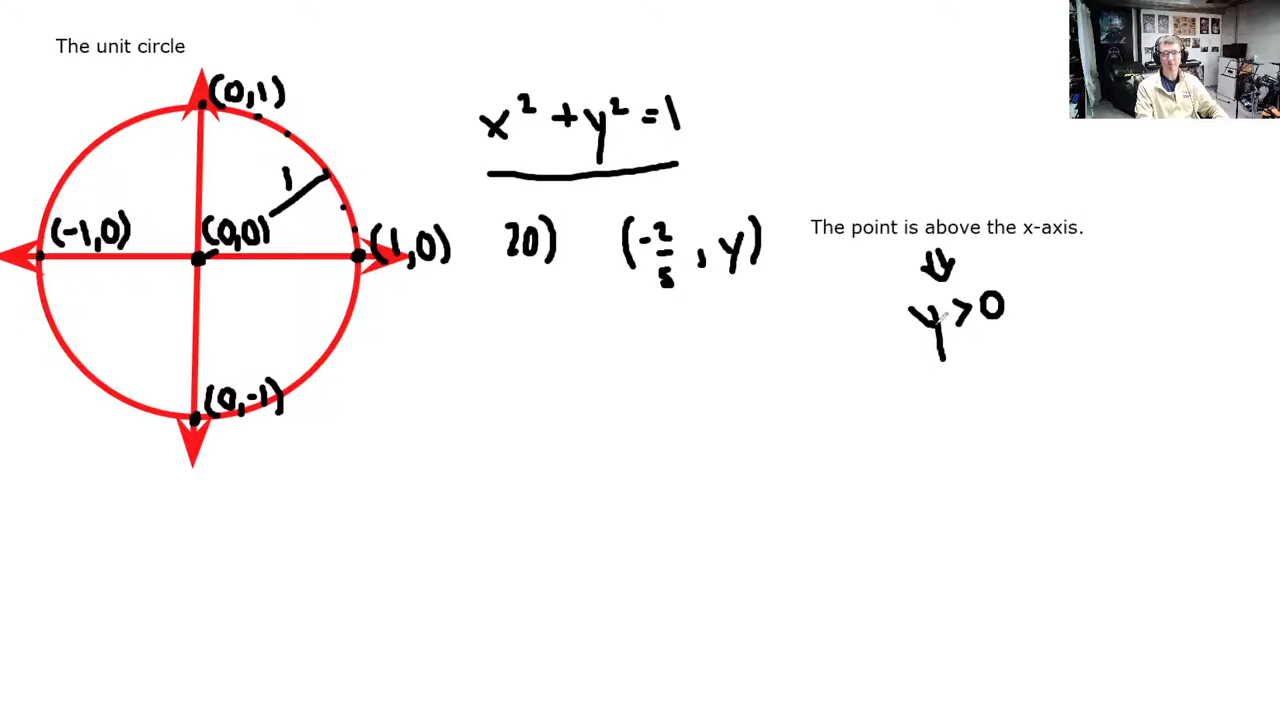 The unit circle
(0,1)
x² + y² = 1
1
(-1,0)
(0,0)
(1,0)
20) (-2/5, y)
The point is above the x-axis.
⇓
y > 0
(0,-1)